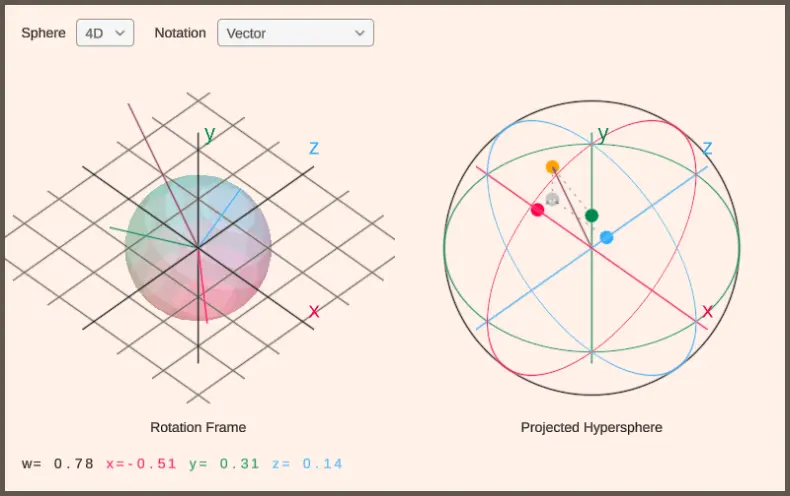 Sphere 4D Notation Vector
y z x
y z x
Rotation Frame Projected Hypersphere
w= 0.78 x=-0.51 y= 0.31 z= 0.14